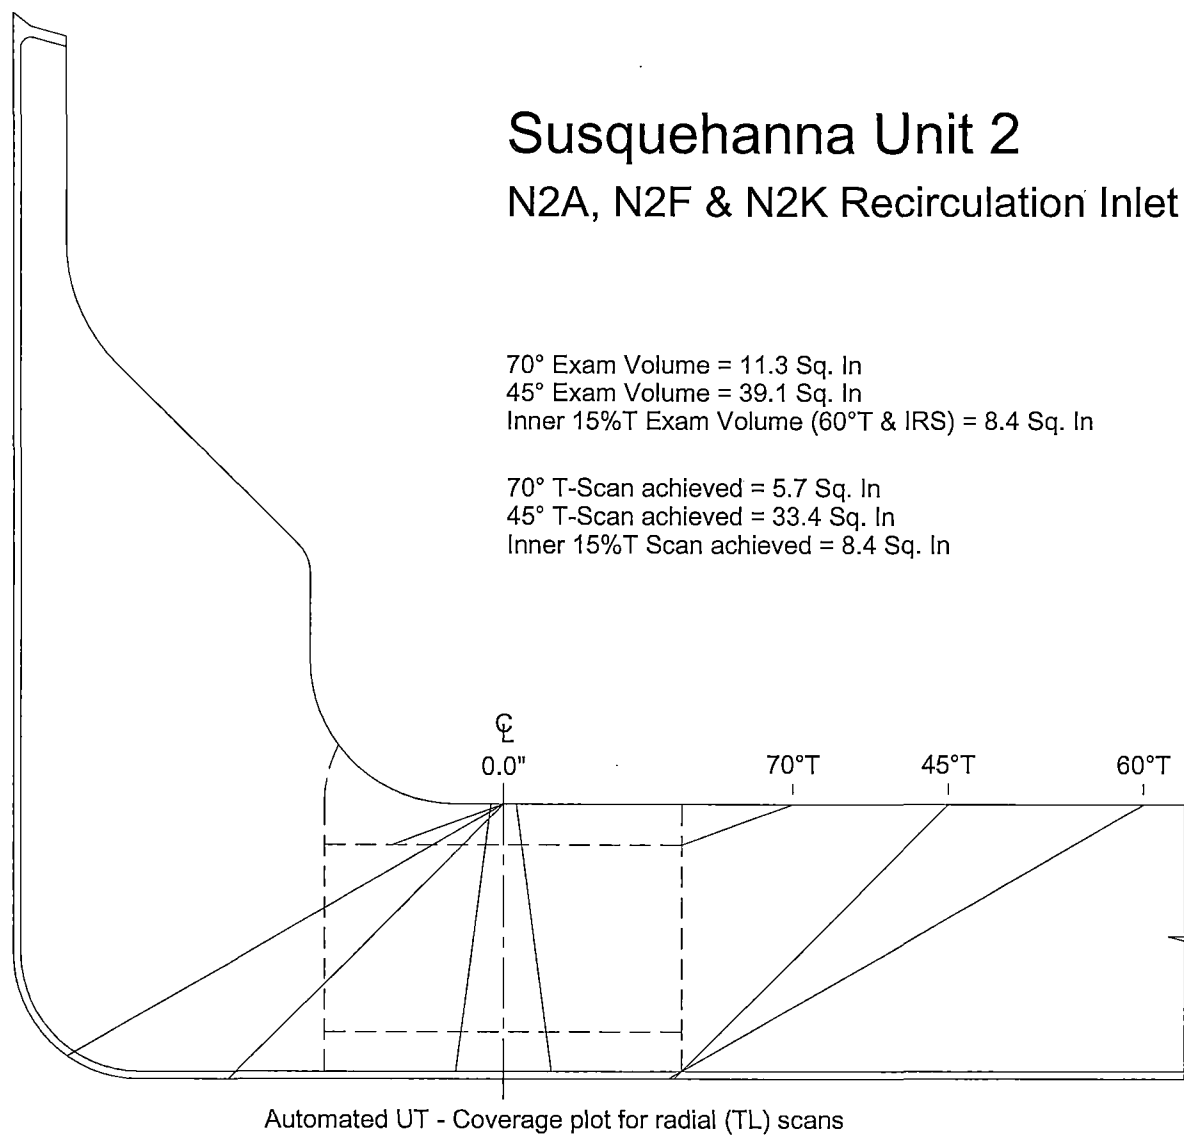 Susquehanna Unit 2
N2A, N2F & N2K Recirculation Inlet
70° Exam Volume = 11.3 Sq. In
45° Exam Volume = 39.1 Sq. In
Inner 15%T Exam Volume (60°T & IRS) = 8.4 Sq. In
70° T-Scan achieved = 5.7 Sq. In
45° T-Scan achieved = 33.4 Sq. In
Inner 15%T Scan achieved = 8.4 Sq. In
℄
0.0" 70°T 45°T 60°T
Automated UT - Coverage plot for radial (TL) scans